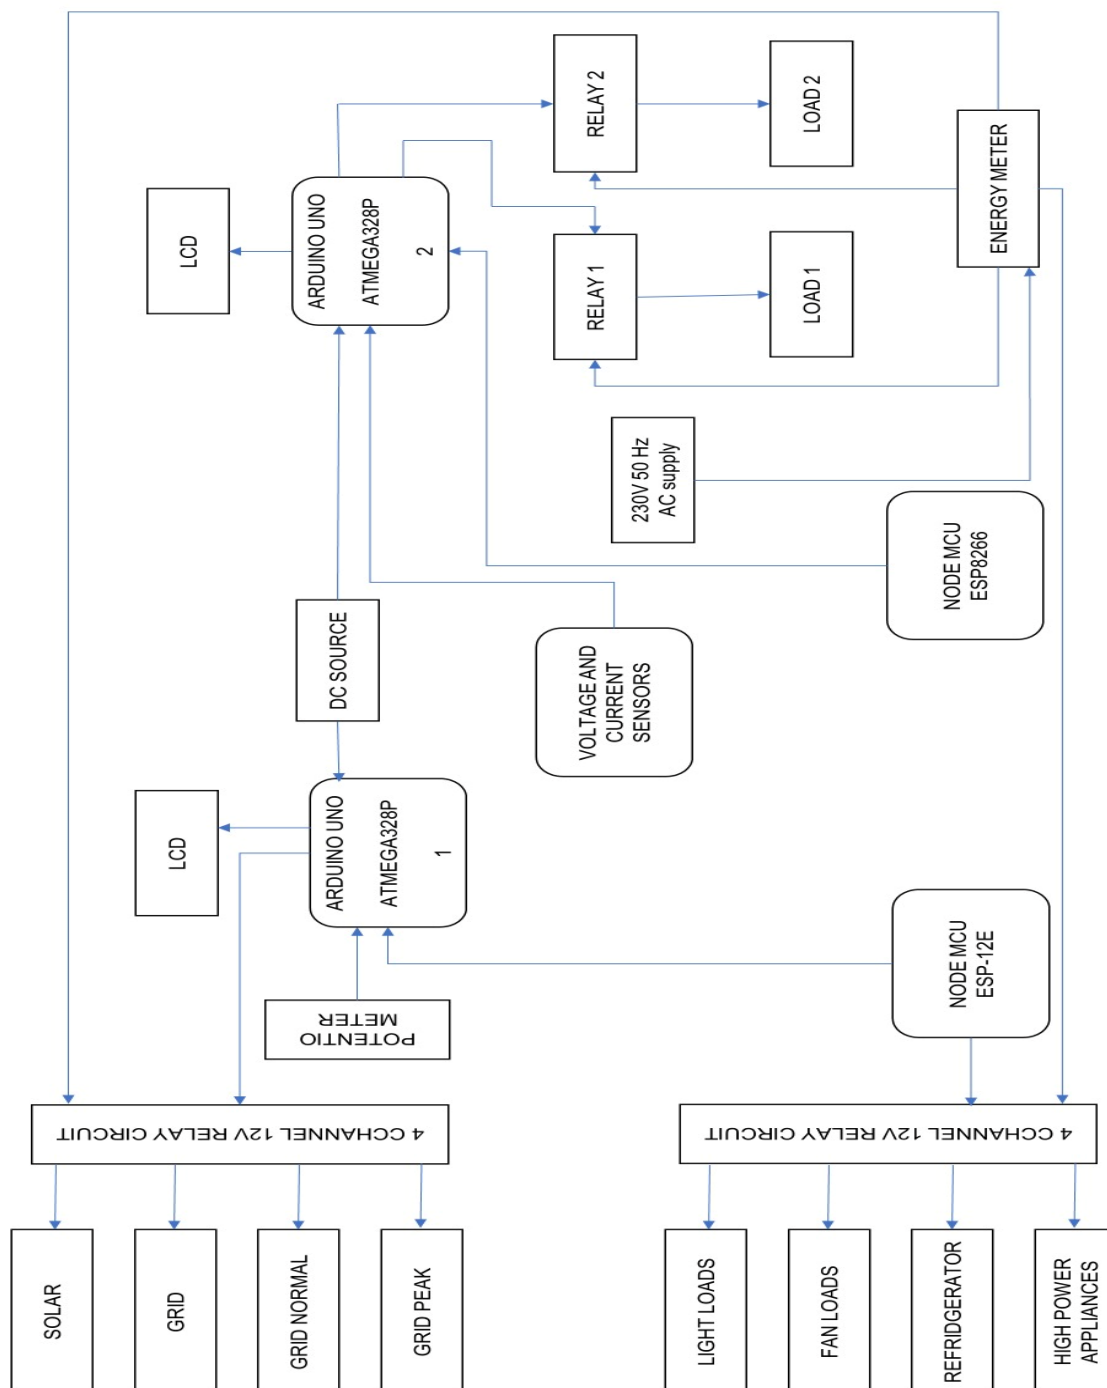 SOLAR
GRID
GRID NORMAL
GRID PEAK
4 CCHANNEL 12V RELAY CIRCUIT
POTENTIO
METER
LCD
ARDUINO UNO
ATMEGA328P
1
DC SOURCE
LCD
ARDUINO UNO
ATMEGA328P
2
VOLTAGE AND
CURRENT
SENSORS
230V 50 Hz
AC supply
RELAY 1
RELAY 2
LOAD 1
LOAD 2
LIGHT LOADS
FAN LOADS
REFRIDGERATOR
HIGH POWER
APPLIANCES
4 CCHANNEL 12V RELAY CIRCUIT
NODE MCU
ESP-12E
NODE MCU
ESP8266
ENERGY METER